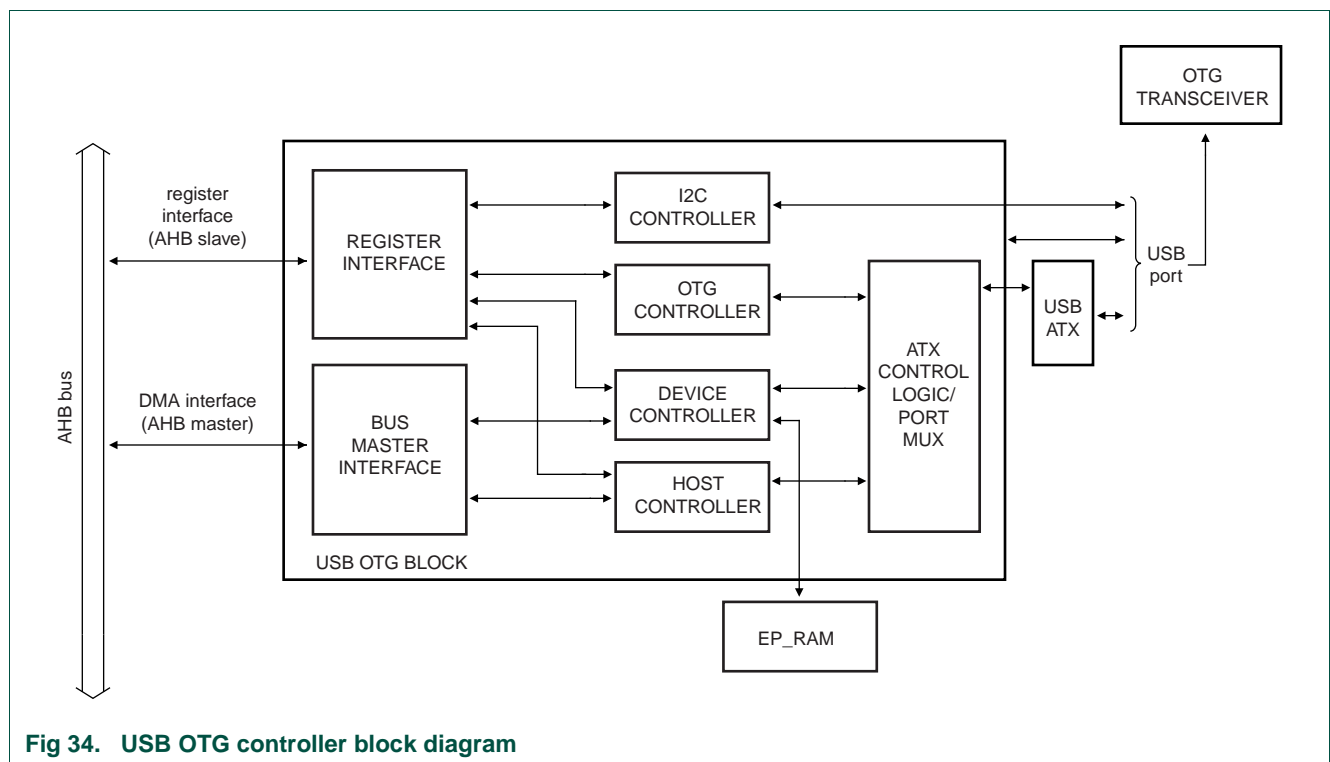 OTG
TRANSCEIVER
register
interface
(AHB slave)
REGISTER
INTERFACE
I2C
CONTROLLER
OTG
CONTROLLER
USB
port
USB
ATX
ATX
CONTROL
LOGIC/
PORT
MUX
AHB bus
DMA interface
(AHB master)
BUS
MASTER
INTERFACE
DEVICE
CONTROLLER
HOST
CONTROLLER
USB OTG BLOCK
EP_RAM
Fig 34. USB OTG controller block diagram